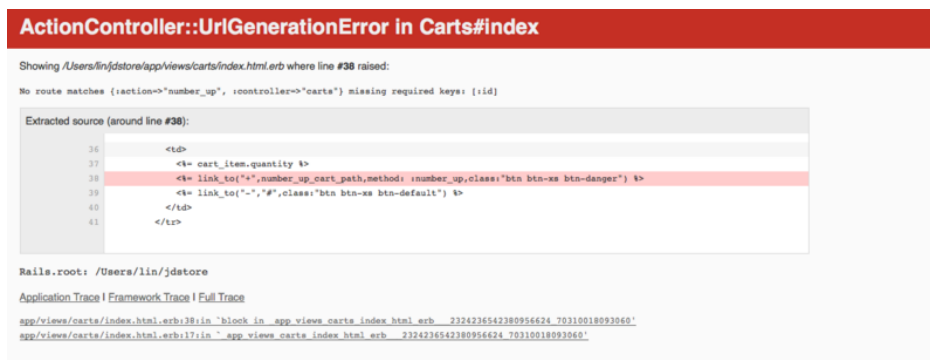 ActionController::UrlGenerationError in Carts#index
Showing /Users/lin/jdstore/app/views/carts/index.html.erb where line #38 raised:
No route matches {:action=>"number_up", :controller=>"carts"} missing required keys: [:id]
Extracted source (around line #38):
36 <td>
37 <%= cart_item.quantity %>
38 <%= link_to("+",number_up_cart_path,method: :number_up,class:"btn btn-xs btn-danger") %>
39 <%= link_to("-","#",class:"btn btn-xs btn-default") %>
40 </td>
41 </tr>
Rails.root: /Users/lin/jdstore
Application Trace | Framework Trace | Full Trace
app/views/carts/index.html.erb:38:in `block in _app_views_carts_index_html_erb___2324236542380956624_70310018093060'
app/views/carts/index.html.erb:17:in `_app_views_carts_index_html_erb___2324236542380956624_70310018093060'